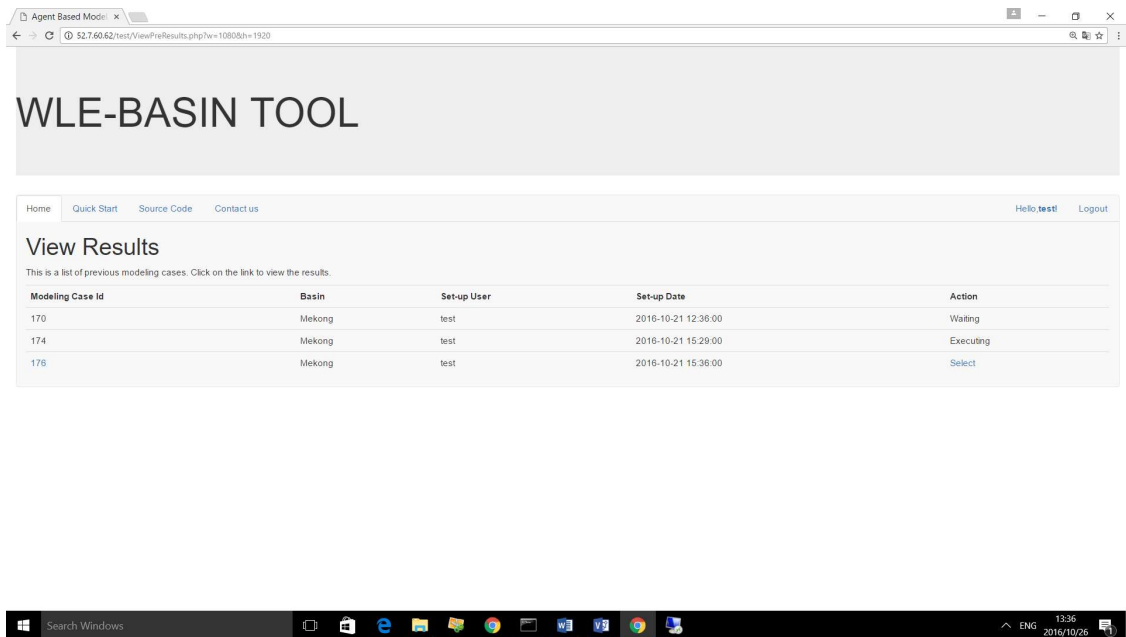 Agent Based Model
52.7.60.62/test/ViewPreResults.php?w=1080&h=1920
WLE-BASIN TOOL
Home Quick Start Source Code Contact us Hello,test! Logout
View Results
This is a list of previous modeling cases. Click on the link to view the results.
Modeling Case Id Basin Set-up User Set-up Date Action
170 Mekong test 2016-10-21 12:36:00 Waiting
174 Mekong test 2016-10-21 15:29:00 Executing
176 Mekong test 2016-10-21 15:36:00 Select
Search Windows ENG 13:36
2016/10/26